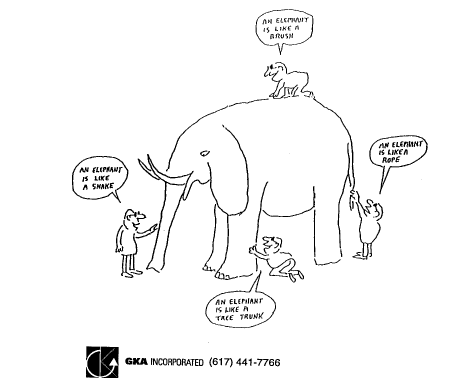 AN ELEPHANT
IS LIKE A
BRUSH
AN ELEPHANT
IS LIKE A
ROPE
AN ELEPHANT
IS LIKE
A SNAKE
AN ELEPHANT
IS LIKE A
TREE TRUNK
GKA INCORPORATED (617) 441-7766